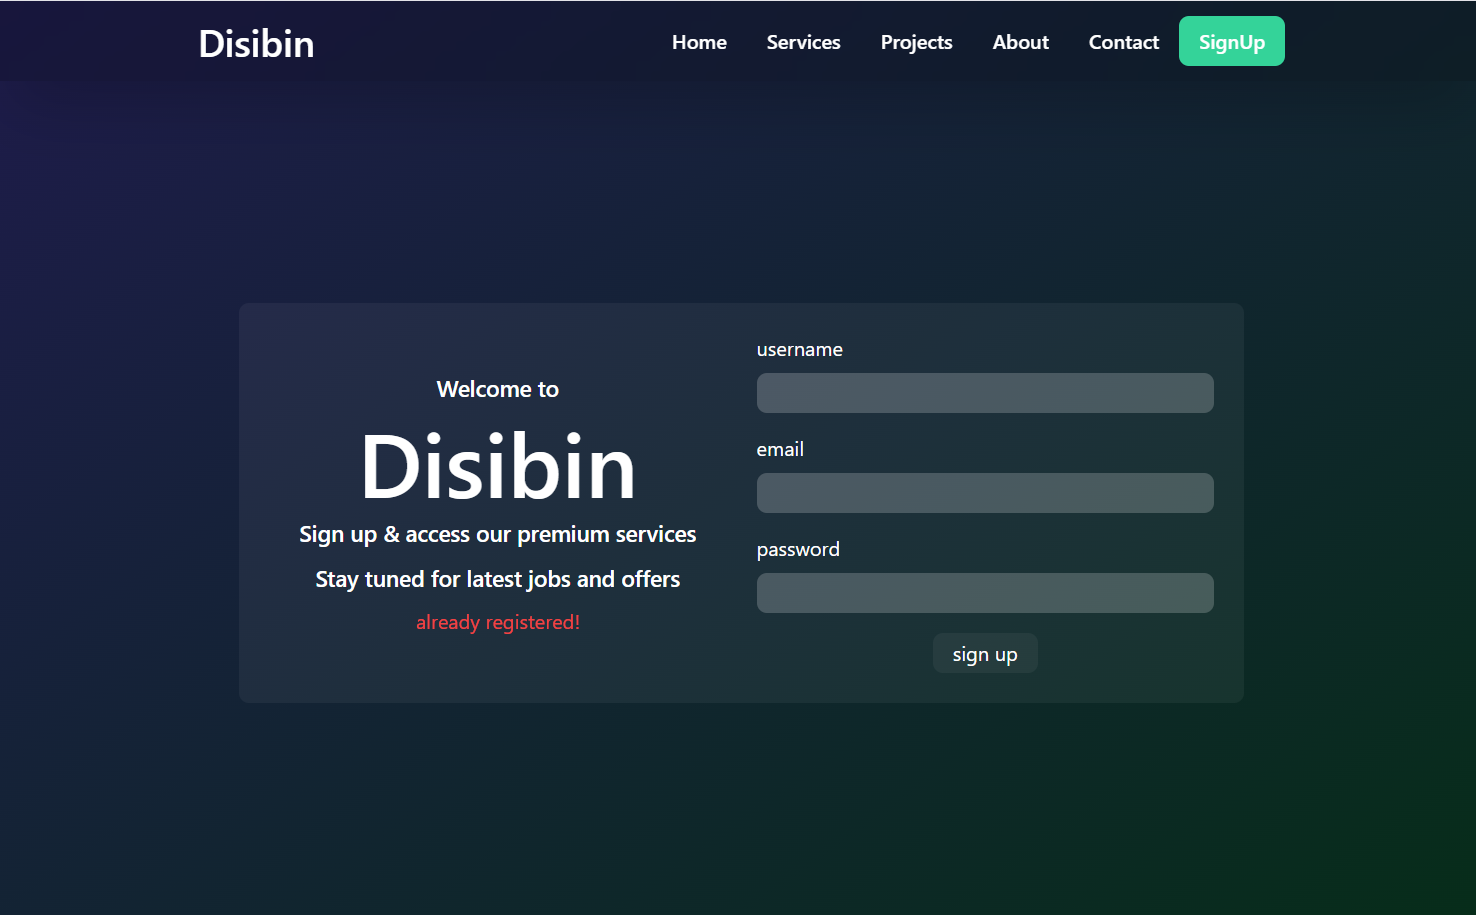 Disibin
Home Services Projects About Contact SignUp
Welcome to
Disibin
Sign up & access our premium services
Stay tuned for latest jobs and offers
already registered!
username
email
password
sign up